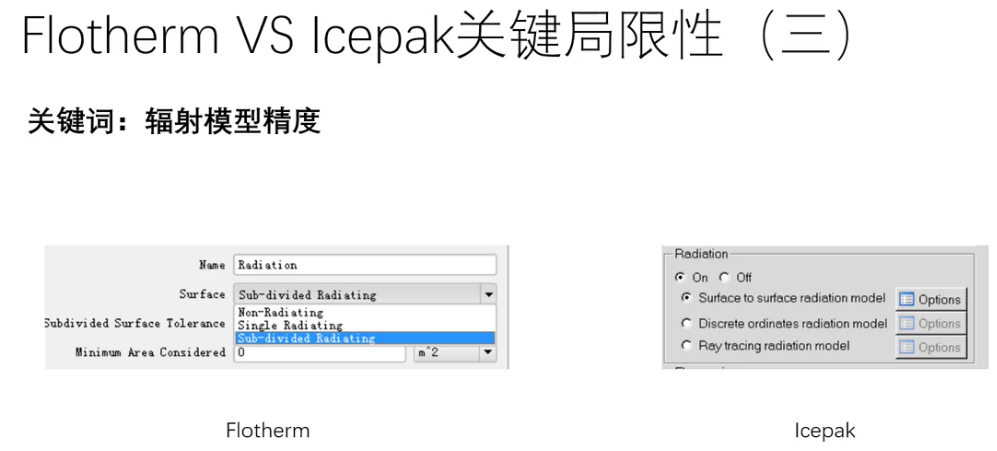 Flotherm VS Icepak关键局限性（三）
关键词：辐射模型精度
Name Radiation
Surface Sub-divided Radiating
Non-Radiating
Subdivided Surface Tolerance Single Radiating
Sub-divided Radiating
Minimum Area Considered 0 m^2
Radiation
On Off
Surface to surface radiation model Options
Discrete ordinates radiation model Options
Ray tracing radiation model Options
Flotherm
Icepak